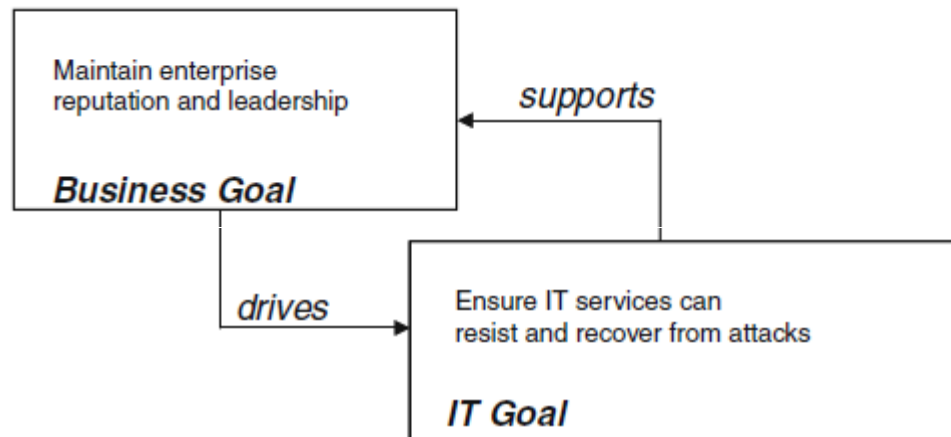 Maintain enterprise
reputation and leadership
Business Goal
supports
drives
Ensure IT services can
resist and recover from attacks
IT Goal